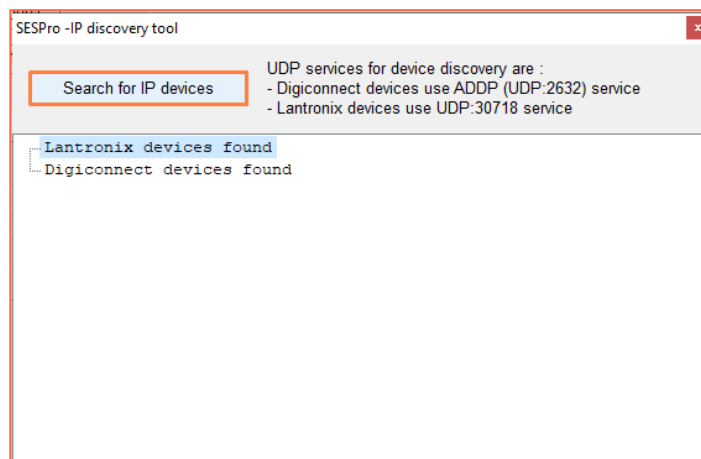 SESPro -IP discovery tool
Search for IP devices
UDP services for device discovery are :
- Digiconnect devices use ADDP (UDP:2632) service
- Lantronix devices use UDP:30718 service
Lantronix devices found
Digiconnect devices found